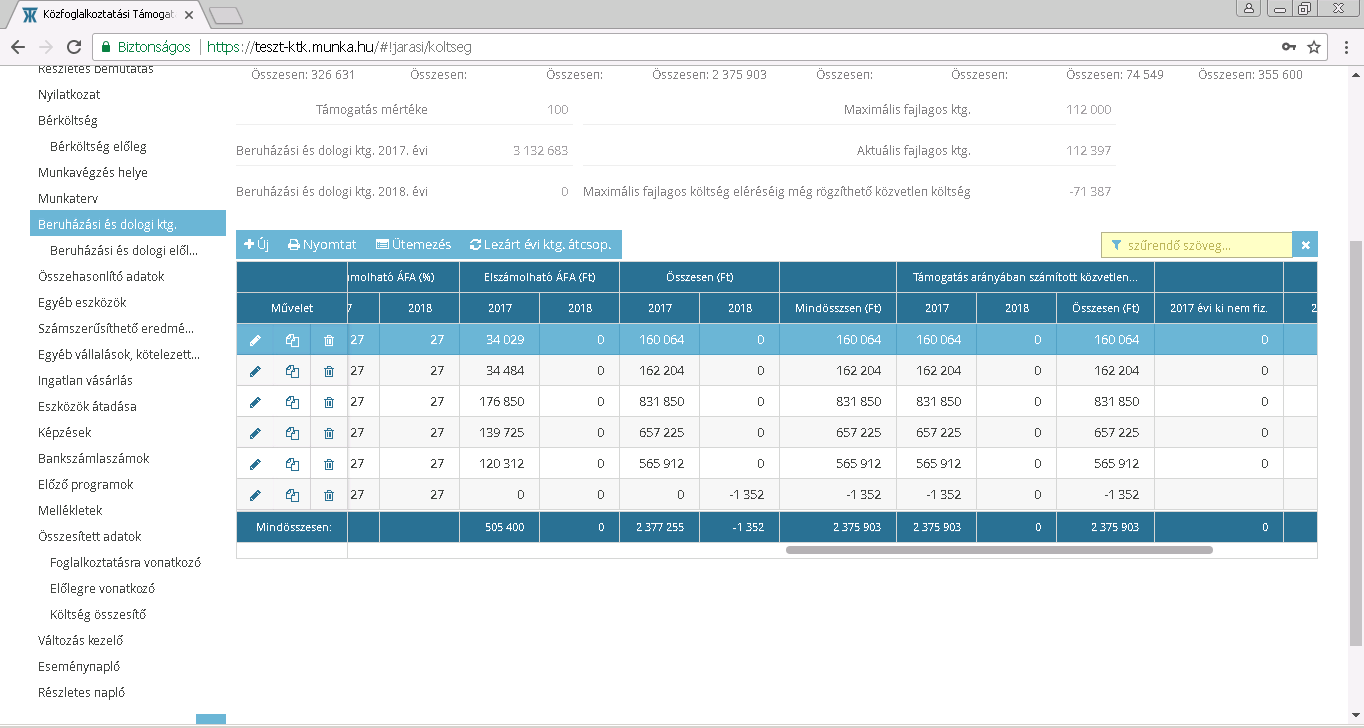 Közfoglalkoztatási Támogat
Biztonságos https://teszt-ktk.munka.hu/#!jarasi/koltseg
Részletes bemutatás
Nyilatkozat
Bérköltség
Bérköltség előleg
Munkavégzés helye
Munkaterv
Beruházási és dologi ktg.
Beruházási és dologi elől...
Összehasonlító adatok
Egyéb eszközök
Számszerűsíthető eredmé...
Egyéb vállalások, kötelezett...
Ingatlan vásárlás
Eszközök átadása
Képzések
Bankszámlaszámok
Előző programok
Mellékletek
Összesített adatok
Foglalkoztatásra vonatkozó
Előlegre vonatkozó
Költség összesítő
Változás kezelő
Eseménynapló
Részletes napló
Összesen: 326 631 Összesen: Összesen: Összesen: 2 375 903 Összesen: Összesen: Összesen: 74 549 Összesen: 355 600
Támogatás mértéke 100 Maximális fajlagos ktg. 112 000
Beruházási és dologi ktg. 2017. évi 3 132 683 Aktuális fajlagos ktg. 112 397
Beruházási és dologi ktg. 2018. évi 0 Maximális fajlagos költség eléréséig még rögzíthető közvetlen költség -71 387
Új Nyomtat Ütemezés Lezárt évi ktg. átcsop. szűrendő szöveg...
ımolható ÁFA (%) Elszámolható ÁFA (Ft) Összesen (Ft) Támogatás arányában számított közvetlen...
Művelet 7 2018 2017 2018 2017 2018 Mindösszsen (Ft) 2017 2018 Összesen (Ft) 2017 évi ki nem fiz. 2
27 27 34 029 0 160 064 0 160 064 160 064 0 160 064 0
27 27 34 484 0 162 204 0 162 204 162 204 0 162 204 0
27 27 176 850 0 831 850 0 831 850 831 850 0 831 850 0
27 27 139 725 0 657 225 0 657 225 657 225 0 657 225 0
27 27 120 312 0 565 912 0 565 912 565 912 0 565 912 0
27 27 0 0 0 -1 352 -1 352 -1 352 0 -1 352
Mindösszesen: 505 400 0 2 377 255 -1 352 2 375 903 2 375 903 0 2 375 903 0